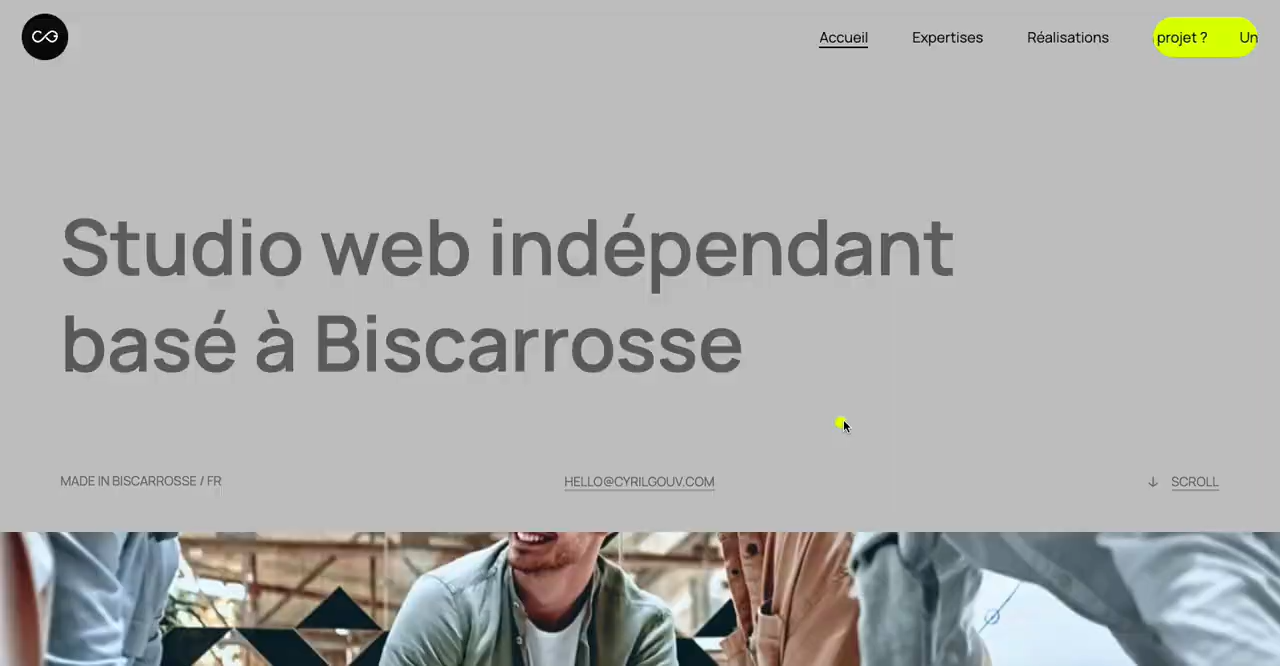 Accueil
Expertises
Réalisations
projet ? Un
Studio web indépendant
basé à Biscarrosse
MADE IN BISCARROSSE / FR
HELLO@CYRILGOUV.COM
SCROLL